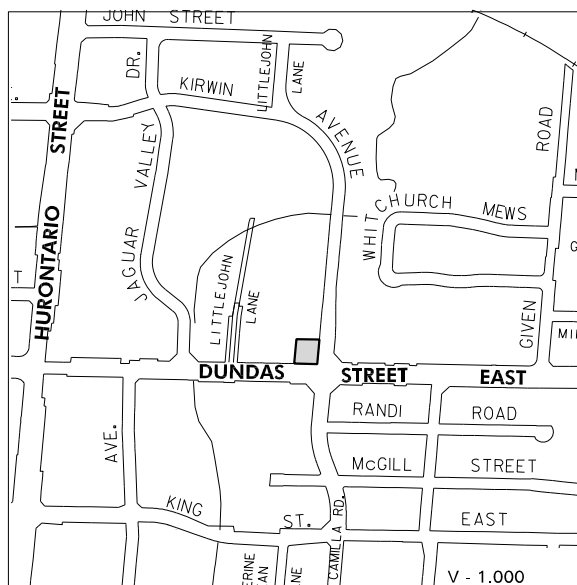 JOHN STREET
DR.
LITTLEJOHN LANE
KIRWIN AVENUE
STREET
HURONTARIO
ROAD
JAGUAR VALLEY
WHITCHURCH MEWS
T
LITTLEJOHN LANE
GIVEN
DUNDAS STREET EAST
RANDI ROAD
AVE.
McGILL STREET
KING ST. EAST
CAMILLA RD.
V - 1.000